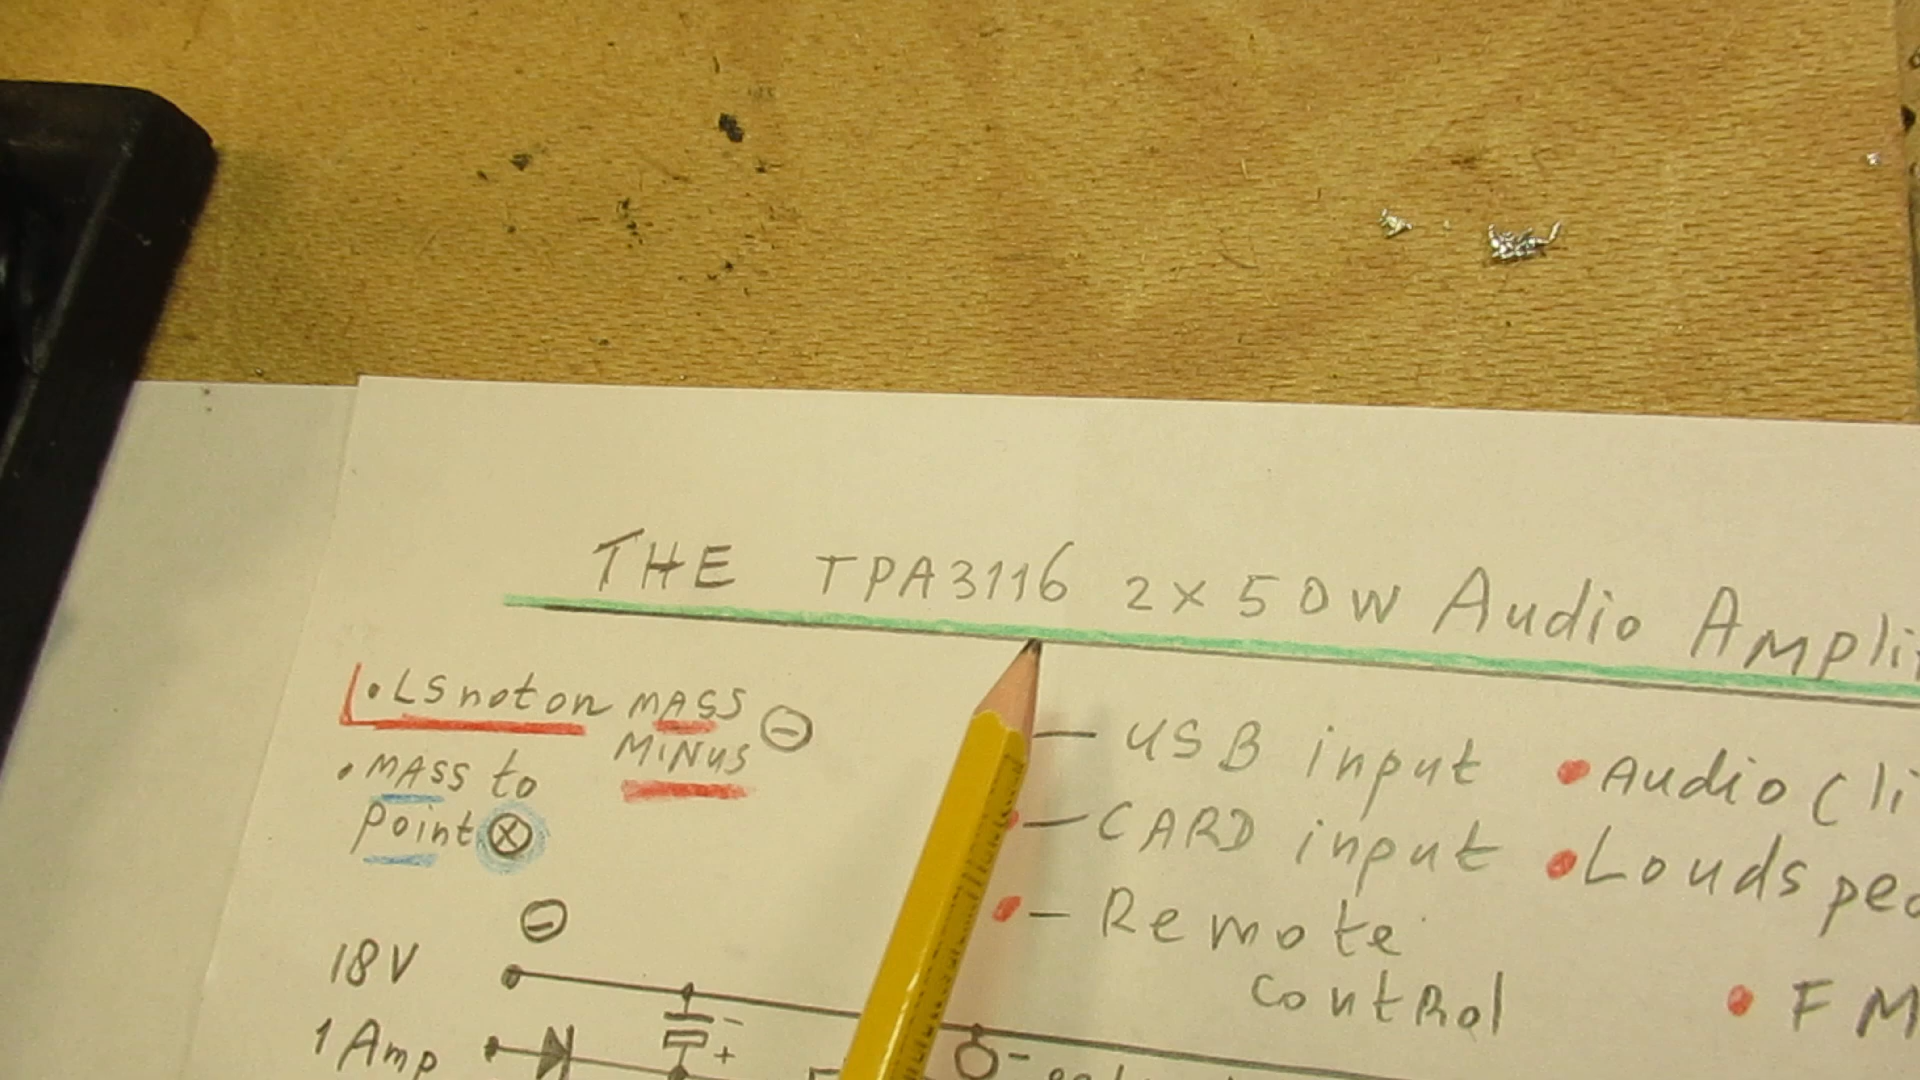 THE TPA3116 2x50W Audio Ampli
• LS not on MASS ⊖
MINUS
• MASS to
point ⊗
— USB input
— CARD input
• — Remote
control
• Audio (li
• Loudspea
• FM
⊖
18V
1 Amp
−
+
−